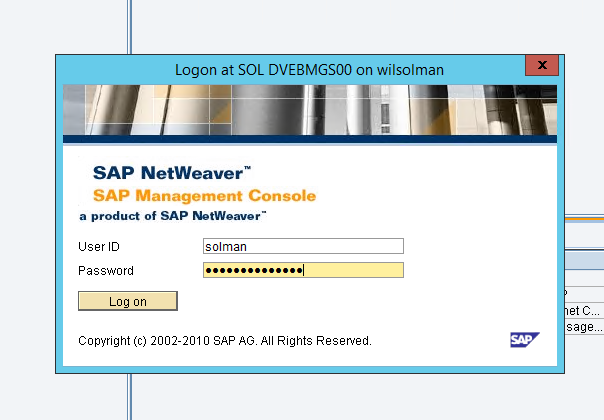 Logon at SOL DVEBMGS00 on wilsolman
x
SAP NetWeaver™
SAP Management Console
a product of SAP NetWeaver™
User ID
solman
Password
●●●●●●●●●●●●●●
Log on
net C...
sage...
Copyright (c) 2002-2010 SAP AG. All Rights Reserved.
SAP